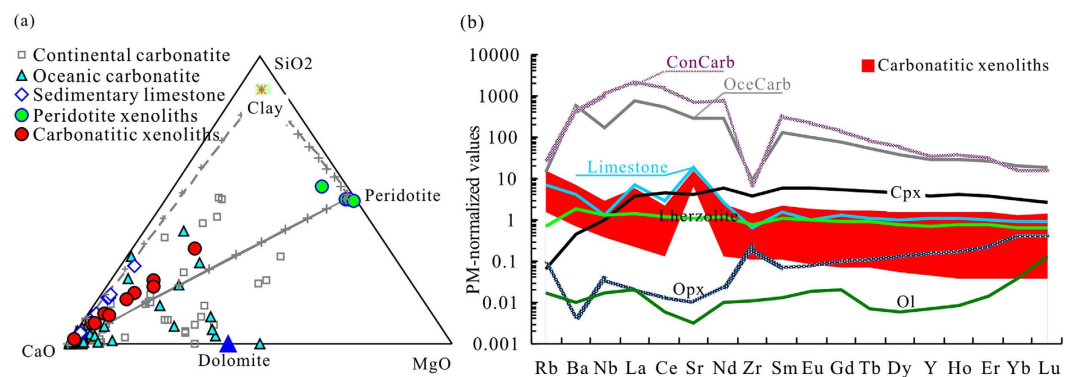 (a)
Continental carbonatite
Oceanic carbonatite
Sedimentary limestone
Peridotite xenoliths
Carbonatitic xenoliths
SiO2
Clay
Peridotite
CaO
Dolomite
MgO
(b)
10000
1000
100
10
1
0.1
0.01
0.001
PM-normalized values
ConCarb
OceCarb
Carbonatitic xenoliths
Limestone
Cpx
Lherzolite
Opx
Ol
Rb Ba Nb La Ce Sr Nd Zr Sm Eu Gd Tb Dy Y Ho Er Yb Lu